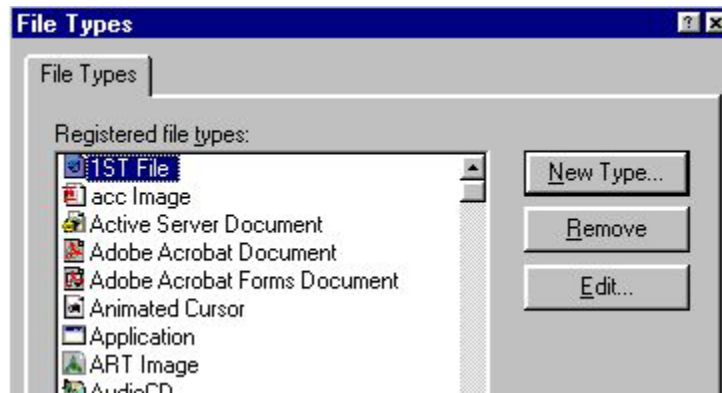 File Types
File Types
Registered file types:
1ST File
acc Image
Active Server Document
Adobe Acrobat Document
Adobe Acrobat Forms Document
Animated Cursor
Application
ART Image
AudioCD
New Type...
Remove
Edit...